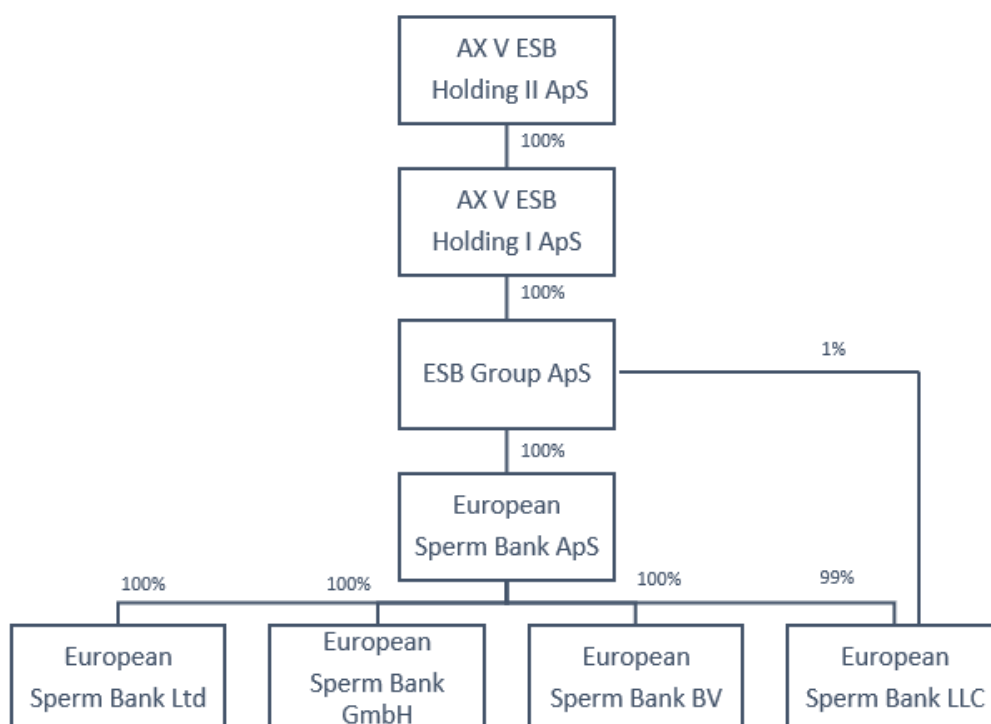 AX V ESB
Holding II ApS
100%
AX V ESB
Holding I ApS
100%
ESB Group ApS
1%
100%
European
Sperm Bank ApS
100%
100%
100%
99%
European
Sperm Bank Ltd
European
Sperm Bank
GmbH
European
Sperm Bank BV
European
Sperm Bank LLC